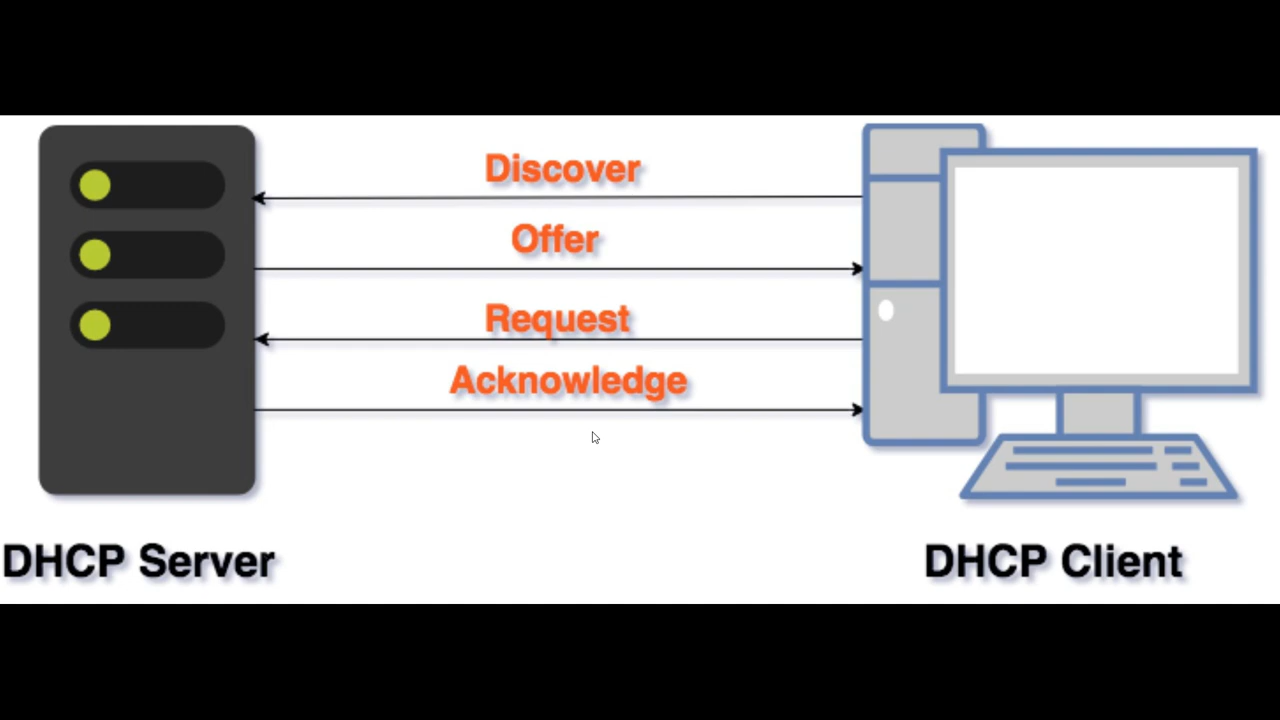 Discover
Offer
Request
Acknowledge
DHCP Server
DHCP Client